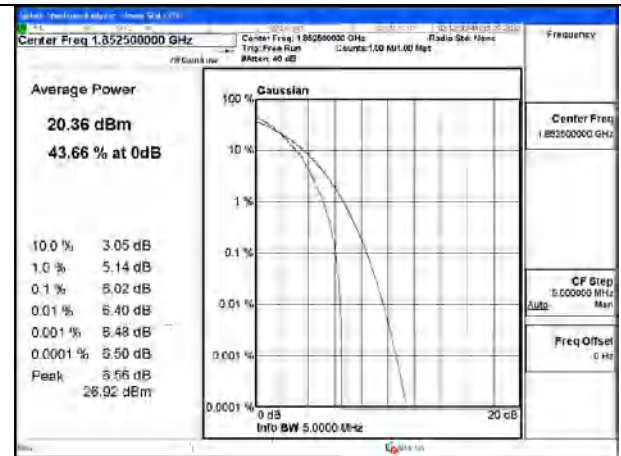 Center Freq 1.852500000 GHz
Center Freq: 1.852500000 GHz
Radio Std: None
Trig: Free Run
Counts:1.00 M/1.00 Mpt
#Atten: 40 dB
Frequency
Average Power
20.36 dBm
43.66 % at 0dB
10.0 % 3.05 dB
1.0 % 5.14 dB
0.1 % 6.02 dB
0.01 % 6.40 dB
0.001 % 6.48 dB
0.0001 % 6.50 dB
Peak 6.56 dB
26.92 dBm
Gaussian
100 %
10 %
1 %
0.1 %
0.01 %
0.001 %
0.0001 %
0 dB
20 dB
Info BW 5.0000 MHz
Center Freq
1.852500000 GHz
CF Step
5.000000 MHz
Auto Man
Freq Offset
0 Hz